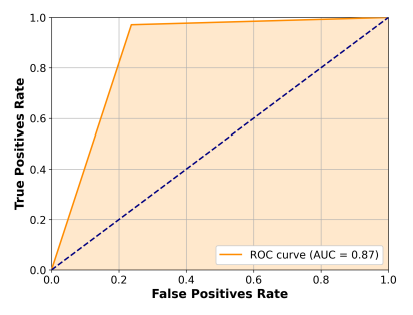 1.0
0.8
0.6
0.4
0.2
0.0
True Positives Rate
ROC curve (AUC = 0.87)
0.0 0.2 0.4 0.6 0.8 1.0
False Positives Rate